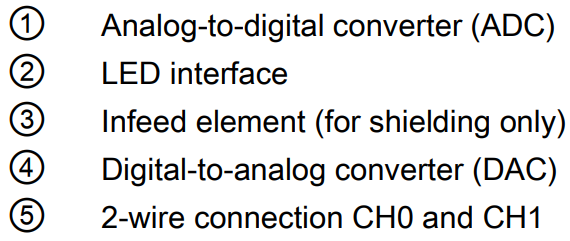 ① Analog-to-digital converter (ADC)
② LED interface
③ Infeed element (for shielding only)
④ Digital-to-analog converter (DAC)
⑤ 2-wire connection CH0 and CH1